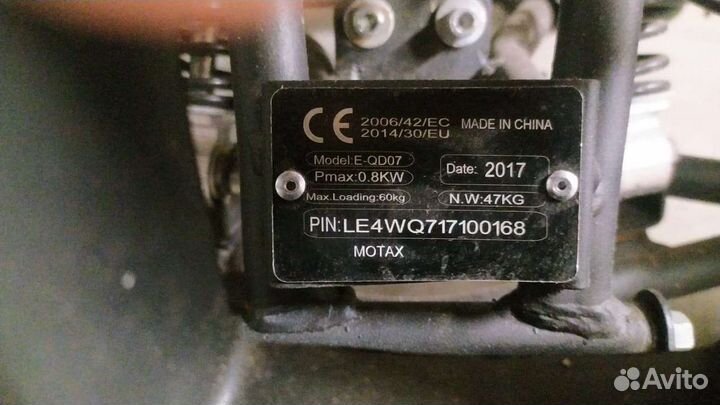 CE 2006/42/EC MADE IN CHINA
2014/30/EU
Model:E-QD07 Date: 2017
Pmax:0.8KW
Max.Loading:60kg N.W:47KG
PIN:LE4WQ717100168
MOTAX
Avito